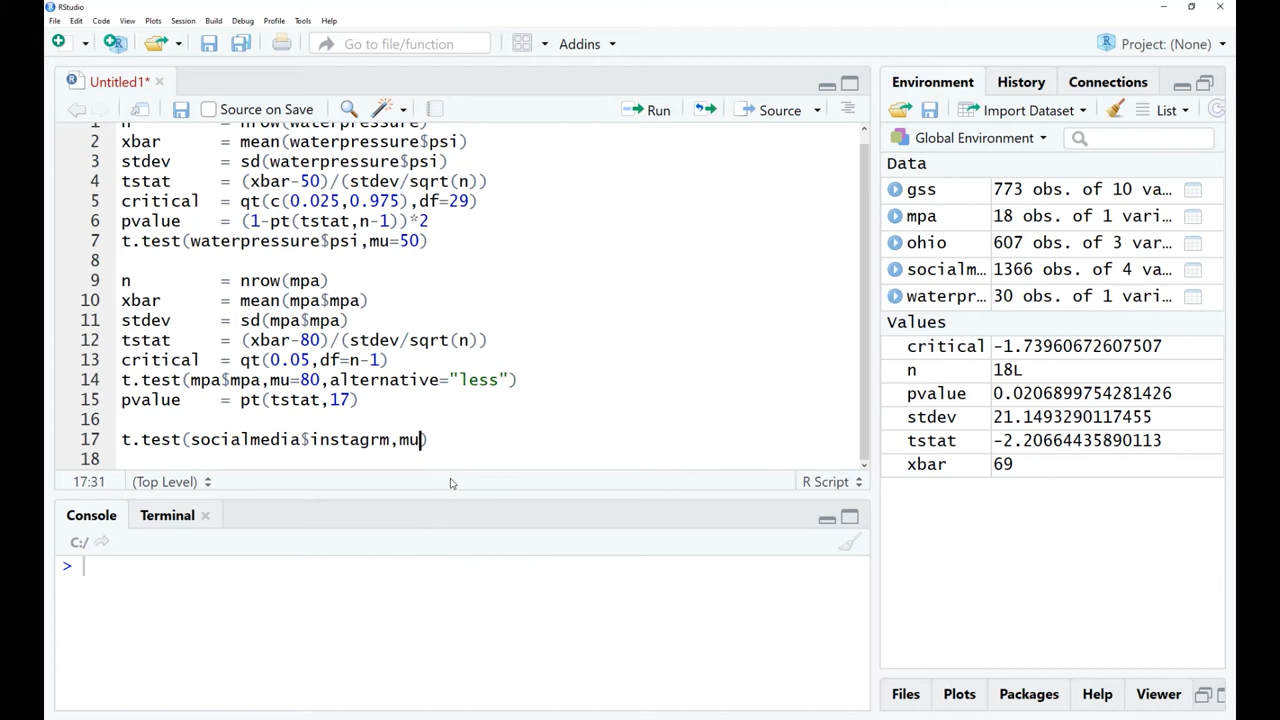 RStudio
File Edit Code View Plots Session Build Debug Profile Tools Help
Go to file/function Addins Project: (None)
Untitled1*
Source on Save Run Source
1 n = nrow(waterpressure)
2 xbar = mean(waterpressure$psi)
3 stdev = sd(waterpressure$psi)
4 tstat = (xbar-50)/(stdev/sqrt(n))
5 critical = qt(c(0.025,0.975),df=29)
6 pvalue = (1-pt(tstat,n-1))*2
7 t.test(waterpressure$psi,mu=50)
8
9 n = nrow(mpa)
10 xbar = mean(mpa$mpa)
11 stdev = sd(mpa$mpa)
12 tstat = (xbar-80)/(stdev/sqrt(n))
13 critical = qt(0.05,df=n-1)
14 t.test(mpa$mpa,mu=80,alternative="less")
15 pvalue = pt(tstat,17)
16
17 t.test(socialmedia$instagrm,mu)
18
17:31 (Top Level) R Script
Console Terminal
C:/
>
Environment History Connections
Import Dataset List
Global Environment
Data
gss 773 obs. of 10 va...
mpa 18 obs. of 1 vari...
ohio 607 obs. of 3 var...
socialm... 1366 obs. of 4 va...
waterpr... 30 obs. of 1 vari...
Values
critical -1.73960672607507
n 18L
pvalue 0.0206899754281426
stdev 21.1493290117455
tstat -2.20664435890113
xbar 69
Files Plots Packages Help Viewer